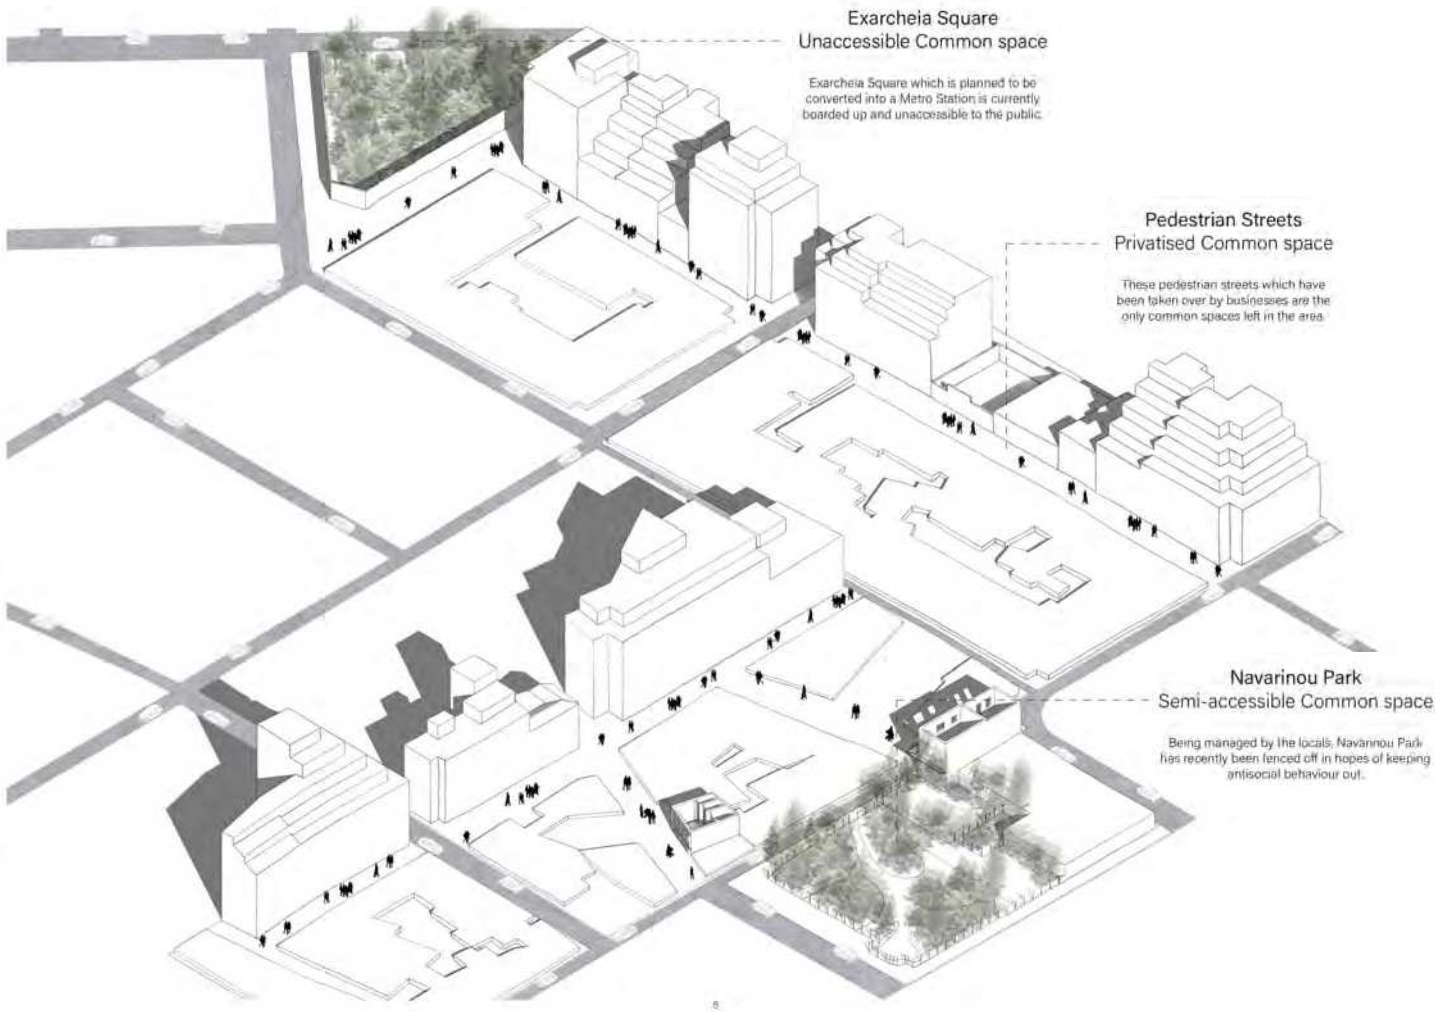 Exarcheia Square
Unaccessible Common space
Exarcheia Square which is planned to be
converted into a Metro Station is currently
boarded up and unaccessible to the public.
Pedestrian Streets
Privatised Common space
These pedestrian streets which have
been taken over by businesses are the
only common spaces left in the area.
Navarinou Park
Semi-accessible Common space
Being managed by the locals, Navarinou Park
has recently been fenced off in hopes of keeping
antisocial behaviour out.
8